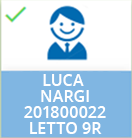 LUCA
NARGI
201800022
LETTO 9R